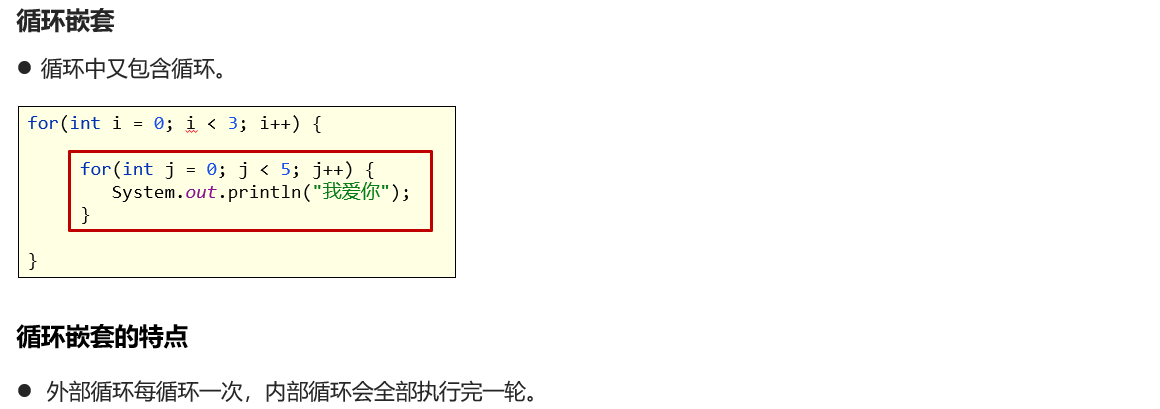 循环嵌套
● 循环中又包含循环。
for(int i = 0; i < 3; i++) {
for(int j = 0; j < 5; j++) {
System.out.println("我爱你");
}
}
循环嵌套的特点
● 外部循环每循环一次，内部循环会全部执行完一轮。